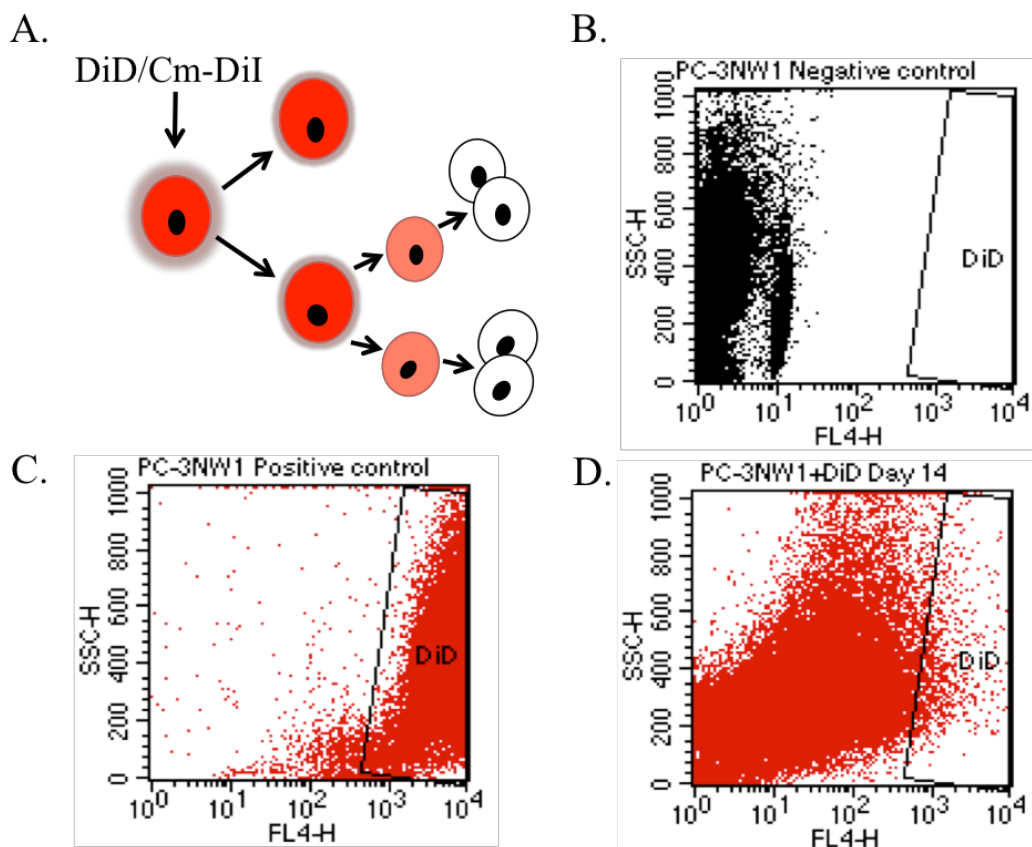 A.
DiD/Cm-DiI
B.
PC-3NW1 Negative control
1000
800
600
400
200
0
SSC-H
DiD
10^0 10^1 10^2 10^3 10^4
FL4-H
C.
PC-3NW1 Positive control
1000
800
600
400
200
0
SSC-H
DiD
10^0 10^1 10^2 10^3 10^4
FL4-H
D.
PC-3NW1+DiD Day 14
1000
800
600
400
200
0
SSC-H
DiD
10^0 10^1 10^2 10^3 10^4
FL4-H